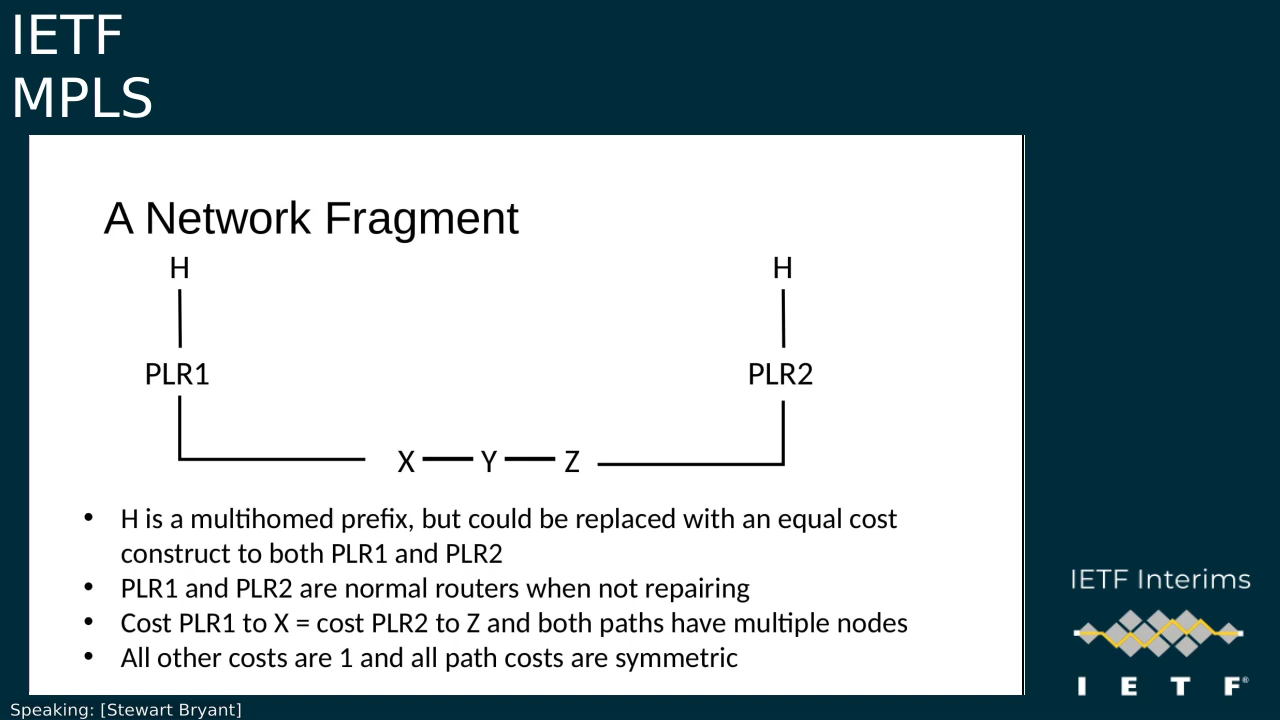 IETF
MPLS
A Network Fragment
H H
PLR1 PLR2
X Y Z
• H is a multihomed prefix, but could be replaced with an equal cost
construct to both PLR1 and PLR2
• PLR1 and PLR2 are normal routers when not repairing
• Cost PLR1 to X = cost PLR2 to Z and both paths have multiple nodes
• All other costs are 1 and all path costs are symmetric
IETF Interims
I E T F®
Speaking: [Stewart Bryant]